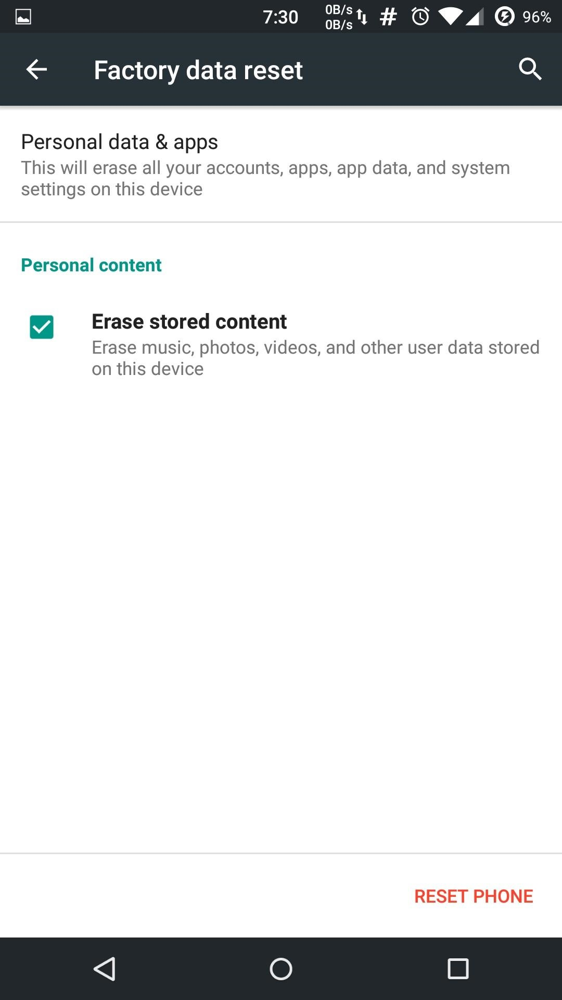 7:30 0B/s 0B/s # 96%
Factory data reset
Personal data & apps
This will erase all your accounts, apps, app data, and system
settings on this device
Personal content
Erase stored content
Erase music, photos, videos, and other user data stored
on this device
RESET PHONE